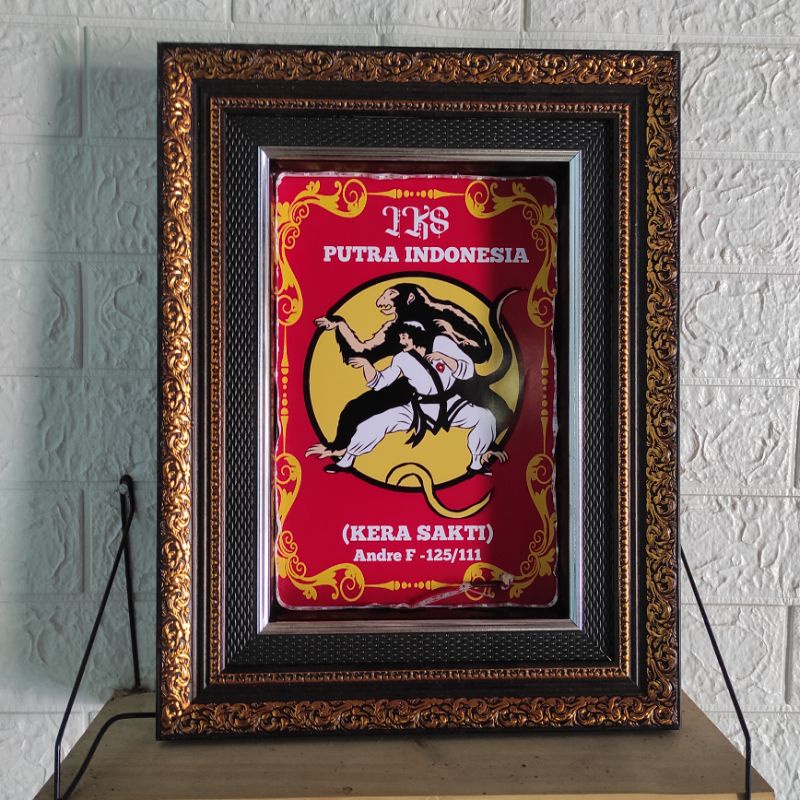 IKS
PUTRA INDONESIA
(KERA SAKTI)
Andre F -125/111